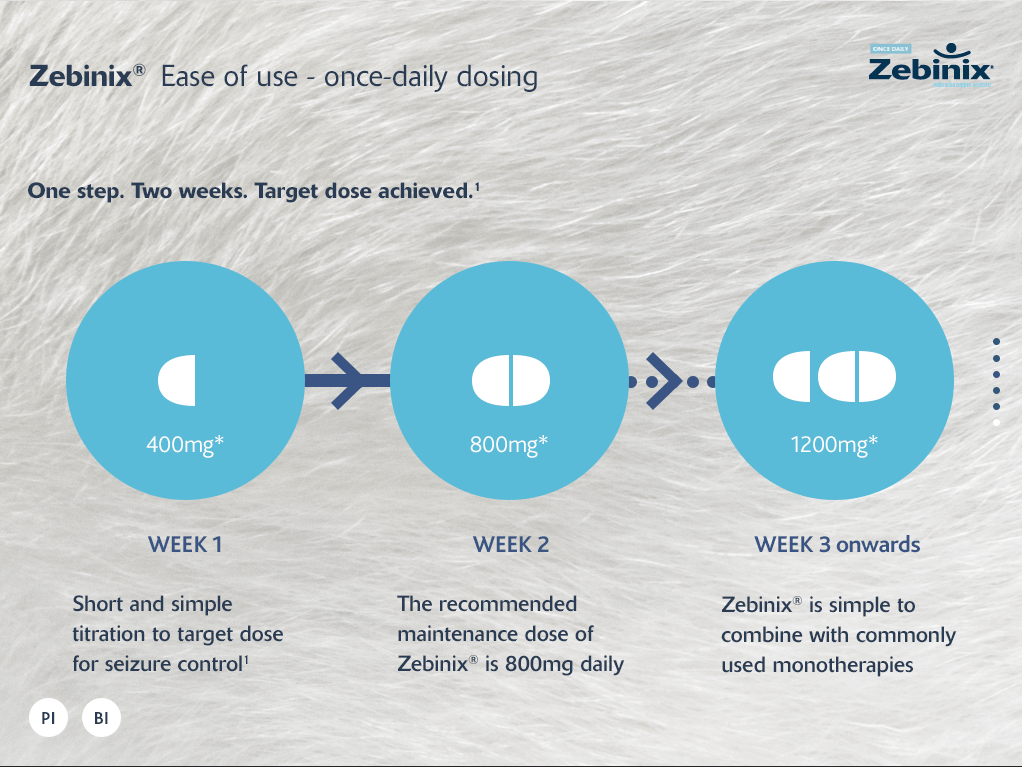 Zebinix® Ease of use - once-daily dosing
ONCE DAILY
Zebinix®
One step. Two weeks. Target dose achieved.¹
400mg*
800mg*
1200mg*
WEEK 1
WEEK 2
WEEK 3 onwards
Short and simple
titration to target dose
for seizure control¹
The recommended
maintenance dose of
Zebinix® is 800mg daily
Zebinix® is simple to
combine with commonly
used monotherapies
PI
BI